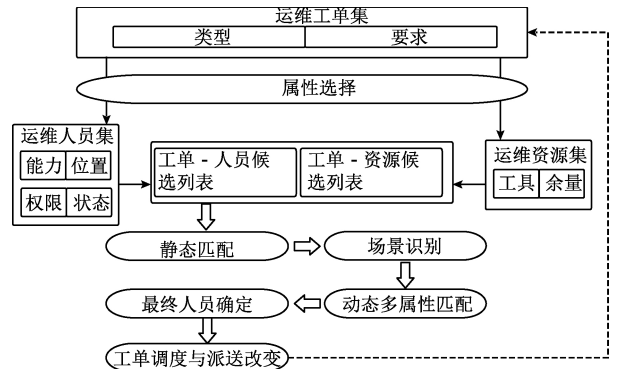 运维工单集
类型
要求
属性选择
运维人员集
能力
位置
权限
状态
工单-人员候
选列表
工单-资源候
选列表
运维资源集
工具
余量
静态匹配
场景识别
最终人员确定
动态多属性匹配
工单调度与派送改变